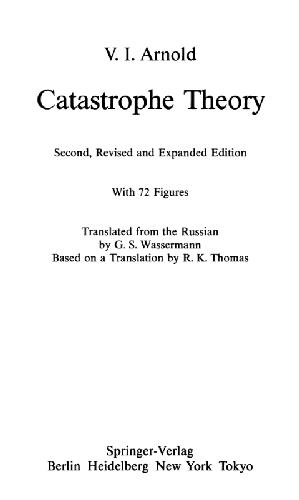 V. I. Arnold
Catastrophe Theory
Second, Revised and Expanded Edition
With 72 Figures
Translated from the Russian
by G. S. Wassermann
Based on a Translation by R. K. Thomas
Springer-Verlag
Berlin Heidelberg New York Tokyo